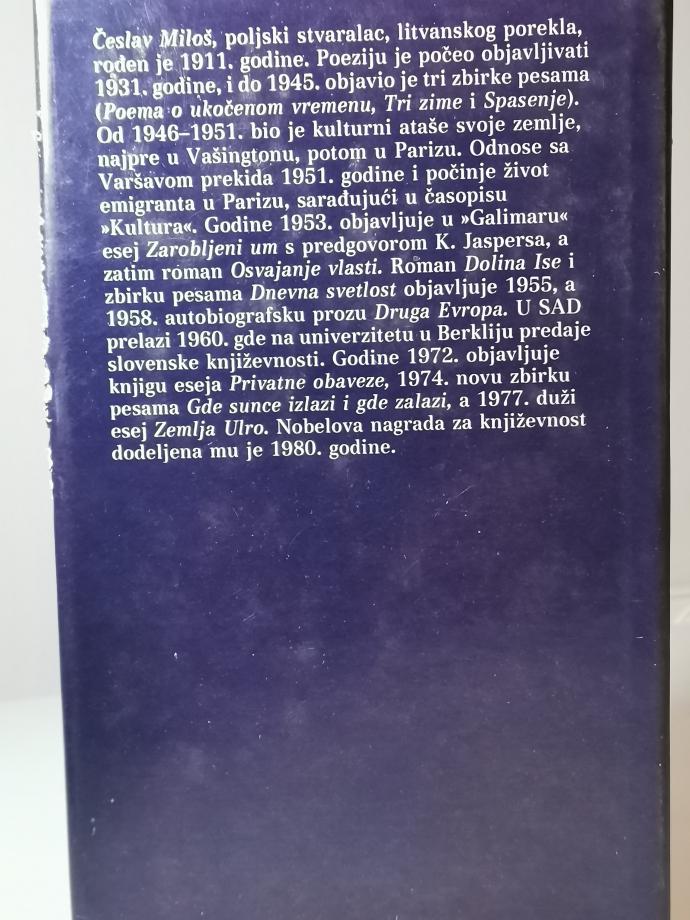 Česlav Miloš, poljski stvaralac, litvanskog porekla,
rođen je 1911. godine. Poeziju je počeo objavljivati
1931. godine, i do 1945. objavio je tri zbirke pesama
(Poema o ukočenom vremenu, Tri zime i Spasenje).
Od 1946–1951. bio je kulturni ataše svoje zemlje,
najpre u Vašingtonu, potom u Parizu. Odnose sa
Varšavom prekida 1951. godine i počinje život
emigranta u Parizu, sarađujući u časopisu
»Kultura«. Godine 1953. objavljuje u »Galimaru«
esej Zarobljeni um s predgovorom K. Jaspersa, a
zatim roman Osvajanje vlasti. Roman Dolina Ise i
zbirku pesama Dnevna svetlost objavljuje 1955, a
1958. autobiografsku prozu Druga Evropa. U SAD
prelazi 1960. gde na univerzitetu u Berkliju predaje
slovenske književnosti. Godine 1972. objavljuje
knjigu eseja Privatne obaveze, 1974. novu zbirku
pesama Gde sunce izlazi i gde zalazi, a 1977. duži
esej Zemlja Ulro. Nobelova nagrada za književnost
dodeljena mu je 1980. godine.